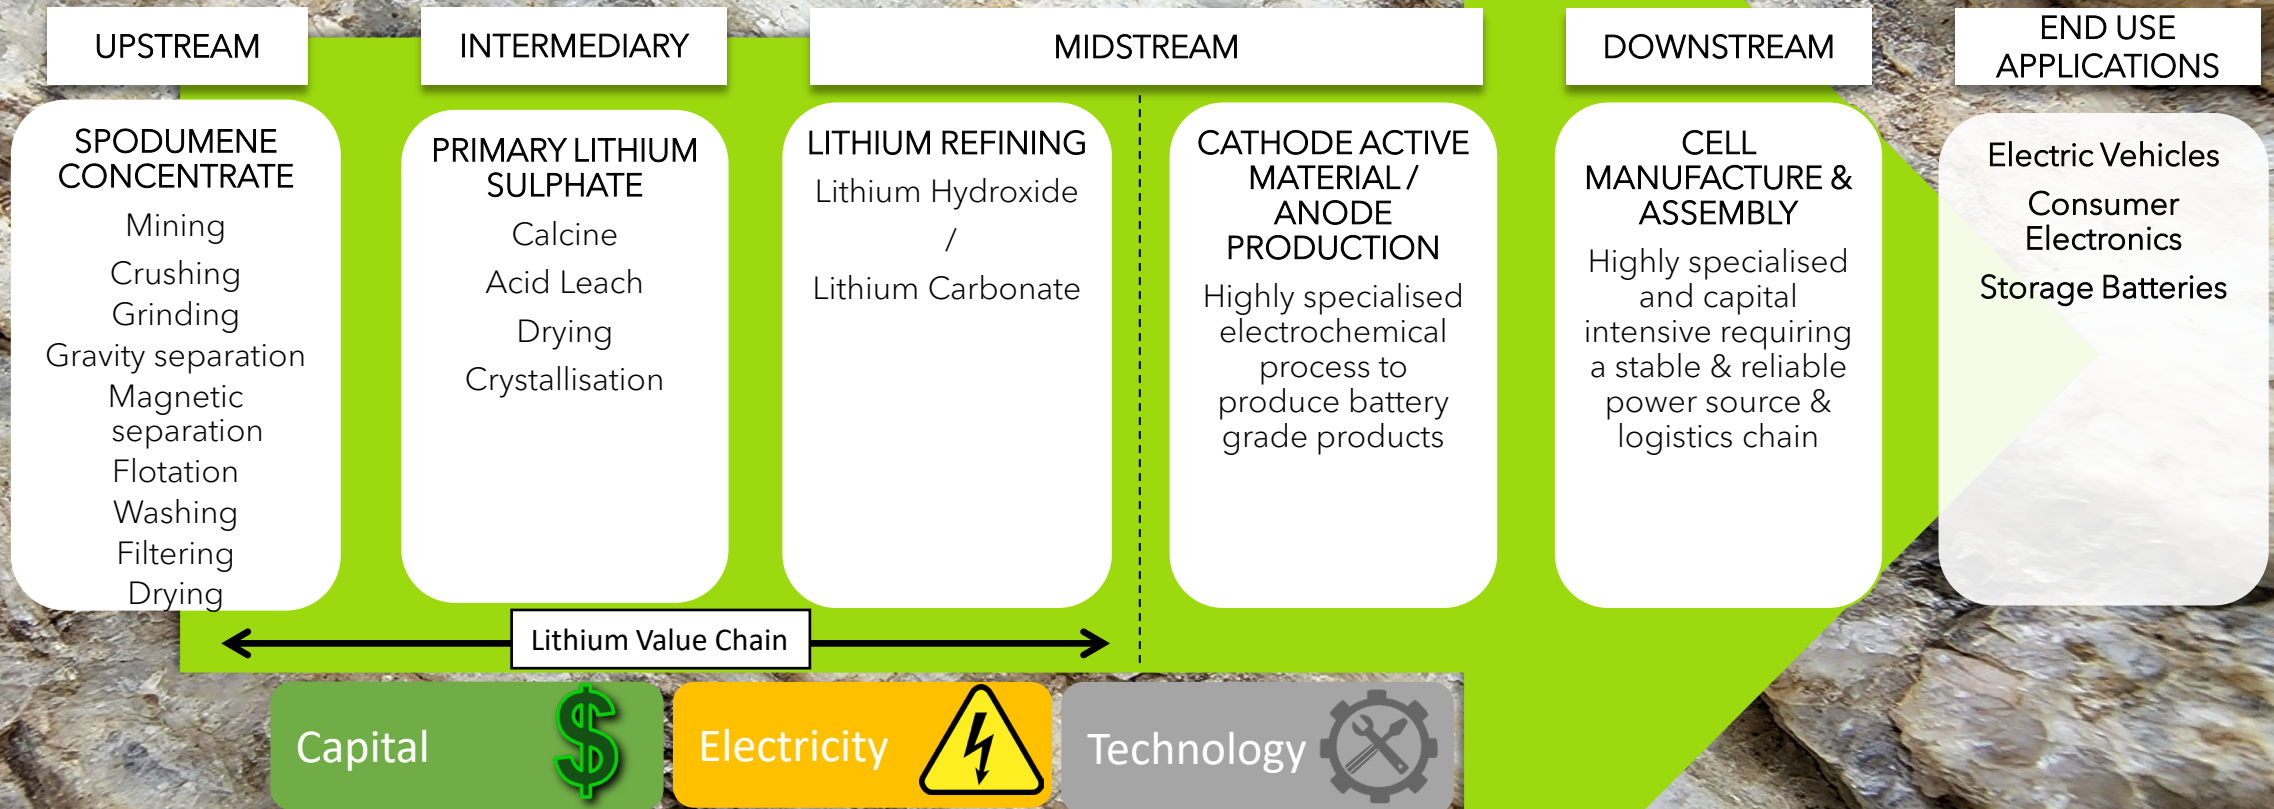 UPSTREAM
INTERMEDIARY
MIDSTREAM
DOWNSTREAM
END USE
APPLICATIONS
SPODUMENE
CONCENTRATE
Mining
Crushing
Grinding
Gravity separation
Magnetic
separation
Flotation
Washing
Filtering
Drying
PRIMARY LITHIUM
SULPHATE
Calcine
Acid Leach
Drying
Crystallisation
LITHIUM REFINING
Lithium Hydroxide
/
Lithium Carbonate
CATHODE ACTIVE
MATERIAL /
ANODE
PRODUCTION
Highly specialised
electrochemical
process to
produce battery
grade products
CELL
MANUFACTURE &
ASSEMBLY
Highly specialised
and capital
intensive requiring
a stable & reliable
power source &
logistics chain
Electric Vehicles
Consumer
Electronics
Storage Batteries
Lithium Value Chain
Capital
$
Electricity
Technology